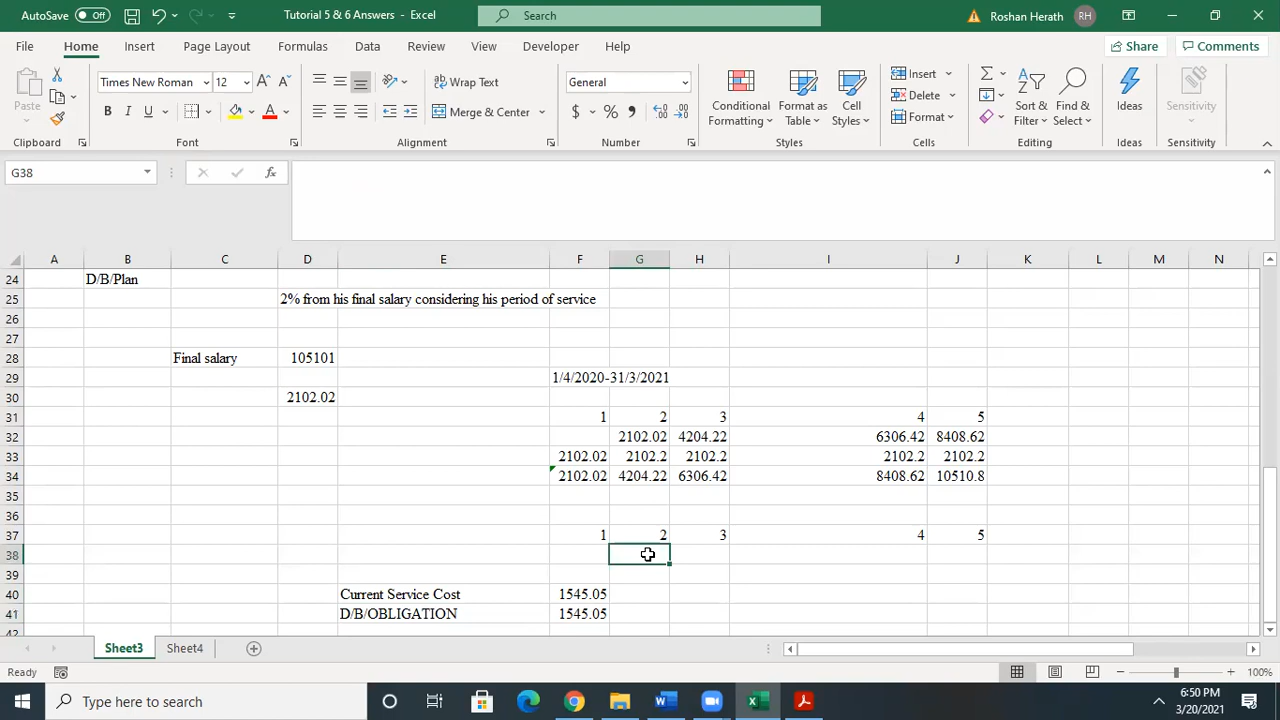 AutoSave Off Tutorial 5 & 6 Answers - Excel Search Roshan Herath RH
File Home Insert Page Layout Formulas Data Review View Developer Help Share Comments
Times New Roman 12 Wrap Text General Insert
Paste Conditional Format as Cell Delete Sort & Find & Ideas Sensitivity
B I U Merge & Center $ % Formatting Table Styles Format Filter Select
Clipboard Font Alignment Number Styles Cells Editing Ideas Sensitivity
G38 fx
A B C D E F G H I J K L M N
24 D/B/Plan
25 2% from his final salary considering his period of service
26
27
28 Final salary 105101
29 1/4/2020-31/3/2021
30 2102.02
31 1 2 3 4 5
32 2102.02 4204.22 6306.42 8408.62
33 2102.02 2102.2 2102.2 2102.2 2102.2
34 2102.02 4204.22 6306.42 8408.62 10510.8
35
36
37 1 2 3 4 5
38
39
40 Current Service Cost 1545.05
41 D/B/OBLIGATION 1545.05
42
Sheet3 Sheet4
Ready 100%
Type here to search 6:50 PM
3/20/2021